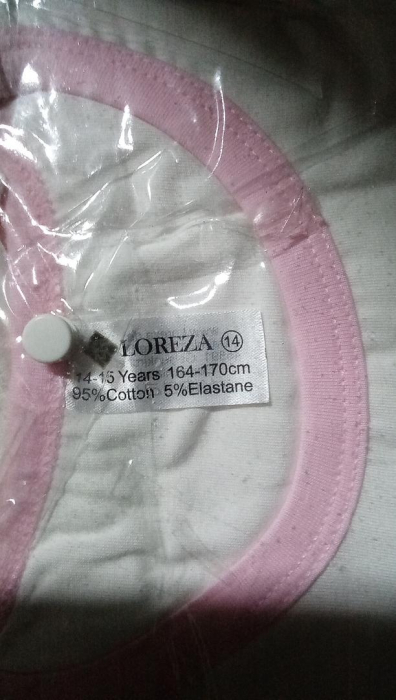 LOREZA 14
14-15 Years 164-170cm
95%Cotton 5%Elastane